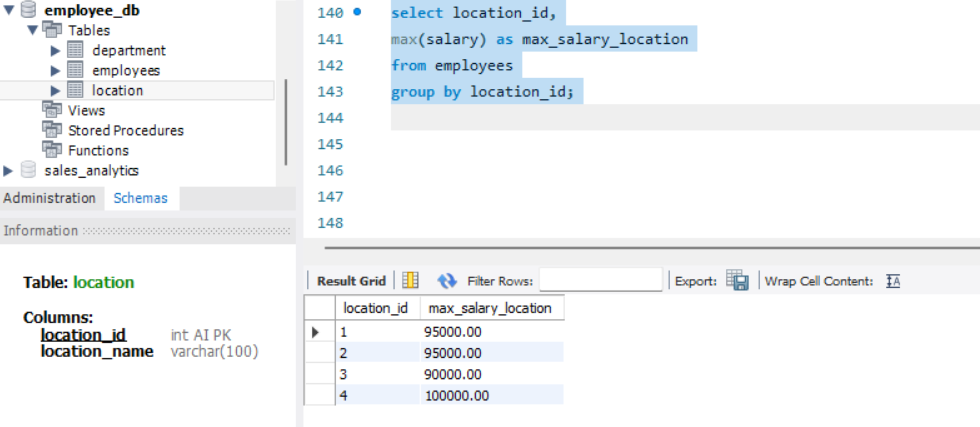 employee_db
Tables
department
employees
location
Views
Stored Procedures
Functions
sales_analytics
Administration Schemas
Information
Table: location
Columns:
location_id int AI PK
location_name varchar(100)
140 select location_id,
141 max(salary) as max_salary_location
142 from employees
143 group by location_id;
144
145
146
147
148
Result Grid Filter Rows: Export: Wrap Cell Content:
location_id max_salary_location
1 95000.00
2 95000.00
3 90000.00
4 100000.00